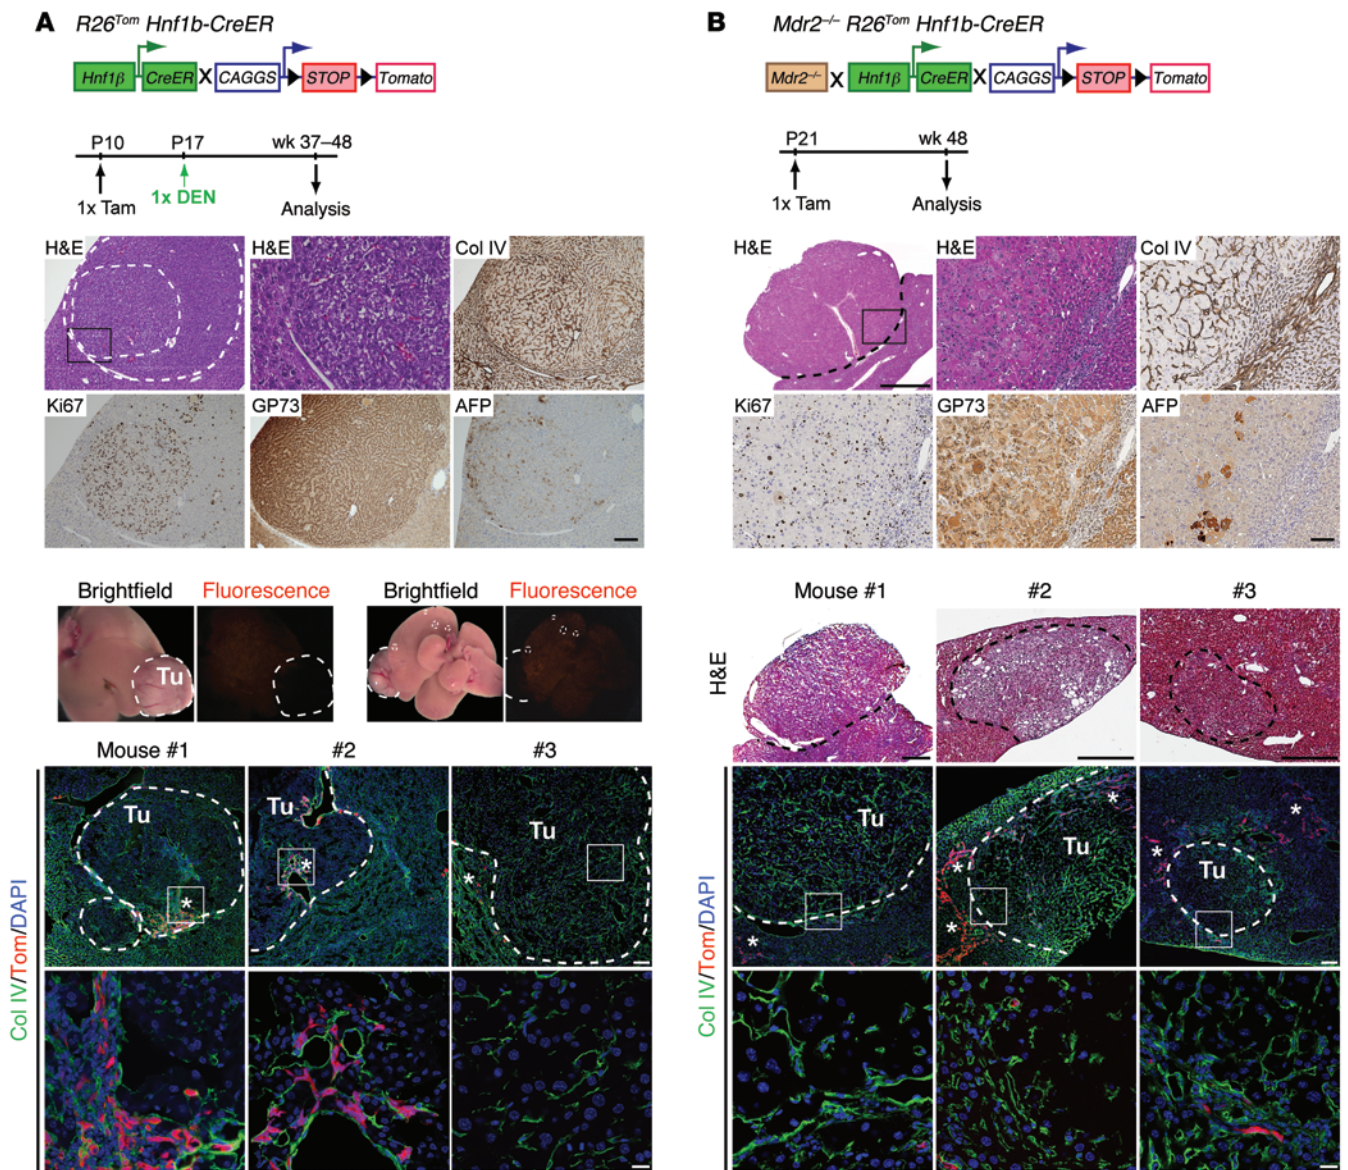 A R26Tom Hnf1b-CreER
Hnf1β CreER X CAGGS STOP Tomato
P10 P17 wk 37–48
1x Tam 1x DEN Analysis
H&E H&E Col IV
Ki67 GP73 AFP
Brightfield Fluorescence Brightfield Fluorescence
Tu
Mouse #1 #2 #3
Col IV/Tom/DAPI
Tu Tu Tu
* * *
B Mdr2–/– R26Tom Hnf1b-CreER
Mdr2–/– X Hnf1β CreER X CAGGS STOP Tomato
P21 wk 48
1x Tam Analysis
H&E H&E Col IV
Ki67 GP73 AFP
Mouse #1 #2 #3
H&E
Col IV/Tom/DAPI
Tu Tu Tu
* * * * * *